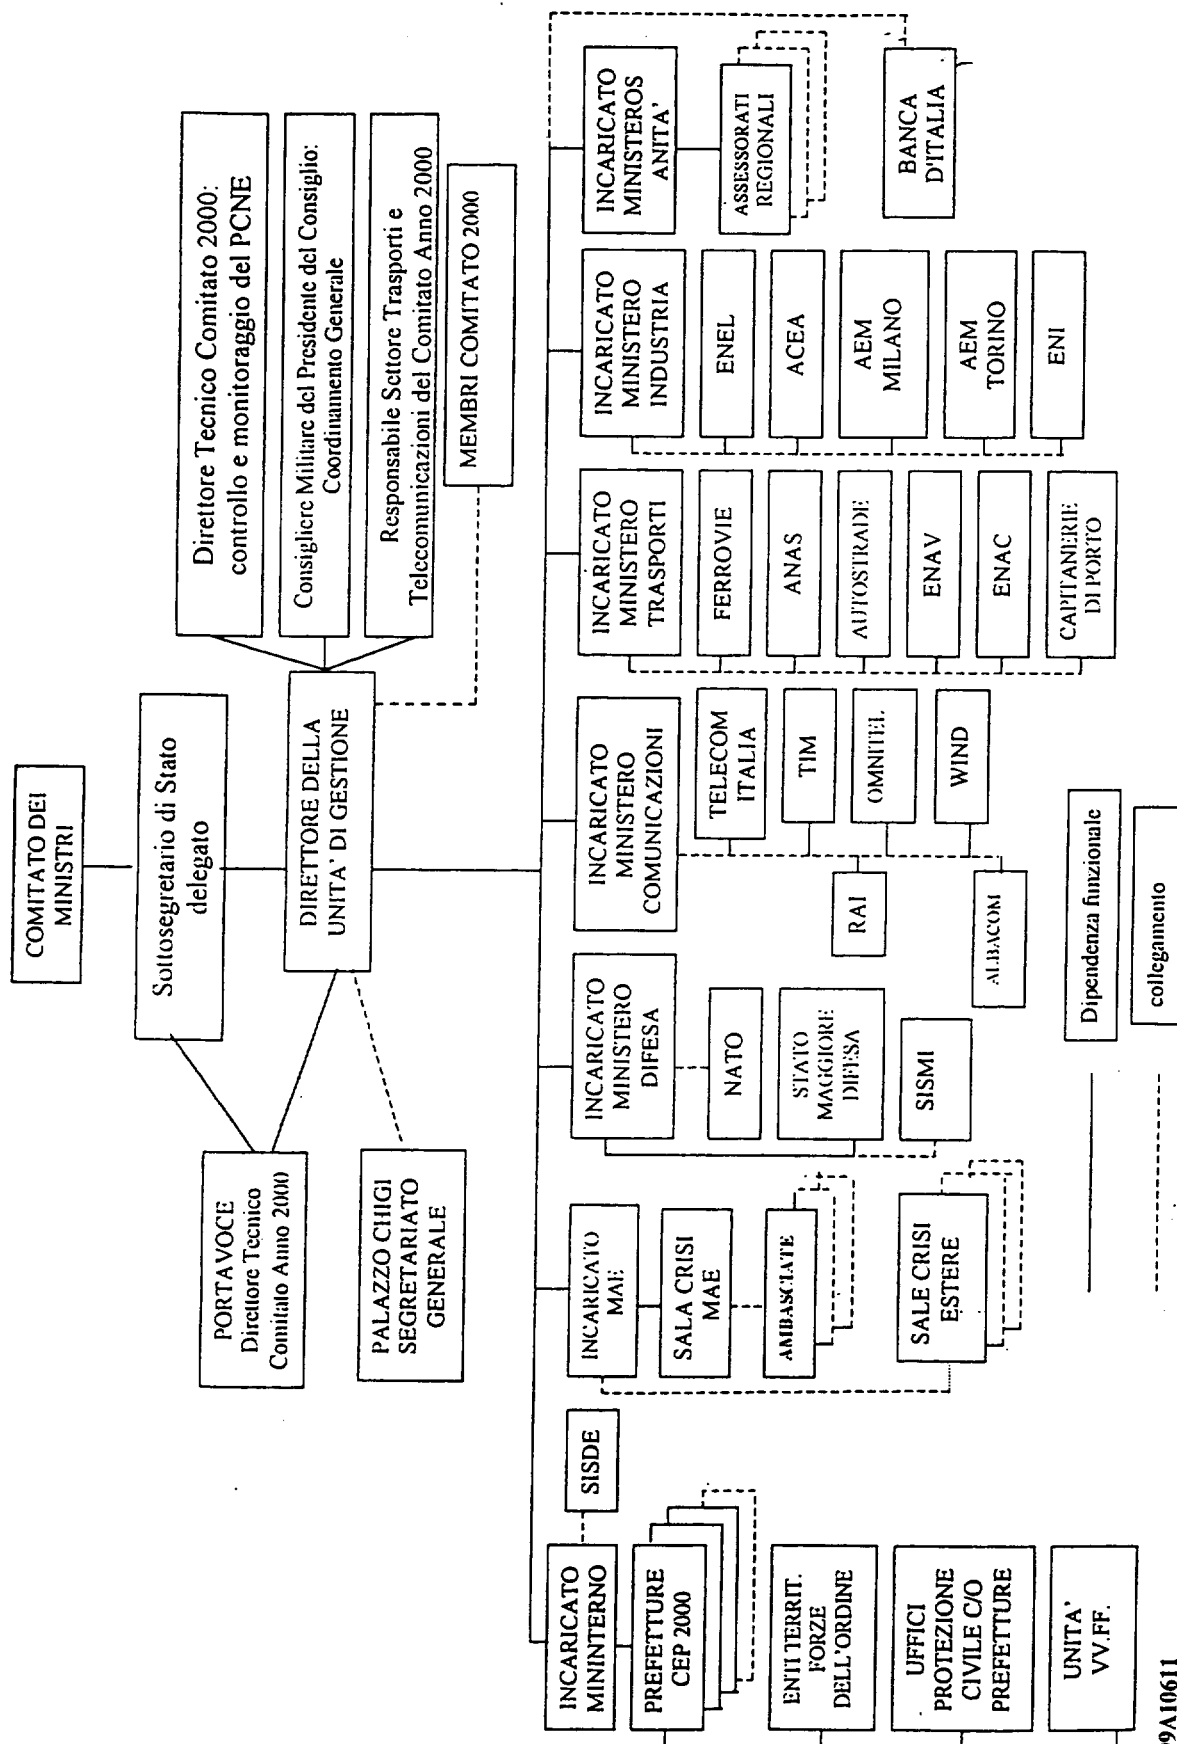 COMITATO DEI
MINISTRI
Sottosegretario di Stato
delegato
PORTAVOCE
Direttore Tecnico
Comitato Anno 2000
DIRETTORE DELLA
UNITA' DI GESTIONE
Direttore Tecnico Comitato 2000:
controllo e monitoraggio del PCNE
Consigliere Militare del Presidente del Consiglio:
Coordinamento Generale
Responsabile Settore Trasporti e
Telecomunicazioni del Comitato Anno 2000
PALAZZO CHIGI
SEGRETARIATO
GENERALE
MEMBRI COMITATO 2000
INCARICATO
MININTERNO
SISDE
PREFETTURE
CEP 2000
ENTI TERRIT.
FORZE
DELL'ORDINE
UFFICI
PROTEZIONE
CIVILE C/O
PREFETTURE
UNITA'
VV.FF.
INCARICATO
MAE
SALA CRISI
MAE
AMBASCIATE
SALE CRISI
ESTERE
INCARICATO
MINISTERO
DIFESA
NATO
STATO
MAGGIORE
DIFESA
SISMI
INCARICATO
MINISTERO
COMUNICAZIONI
TELECOM
ITALIA
TIM
RAI
OMNITEL
WIND
ALBACOM
INCARICATO
MINISTERO
TRASPORTI
FERROVIE
ANAS
AUTOSTRADE
ENAV
ENAC
CAPITANERIE
DI PORTO
INCARICATO
MINISTERO
INDUSTRIA
ENEL
ACEA
AEM
MILANO
AEM
TORINO
ENI
INCARICATO
MINISTEROS
ANITA'
ASSESSORATI
REGIONALI
BANCA
D'ITALIA
Dipendenza funzionale
collegamento
9A10611